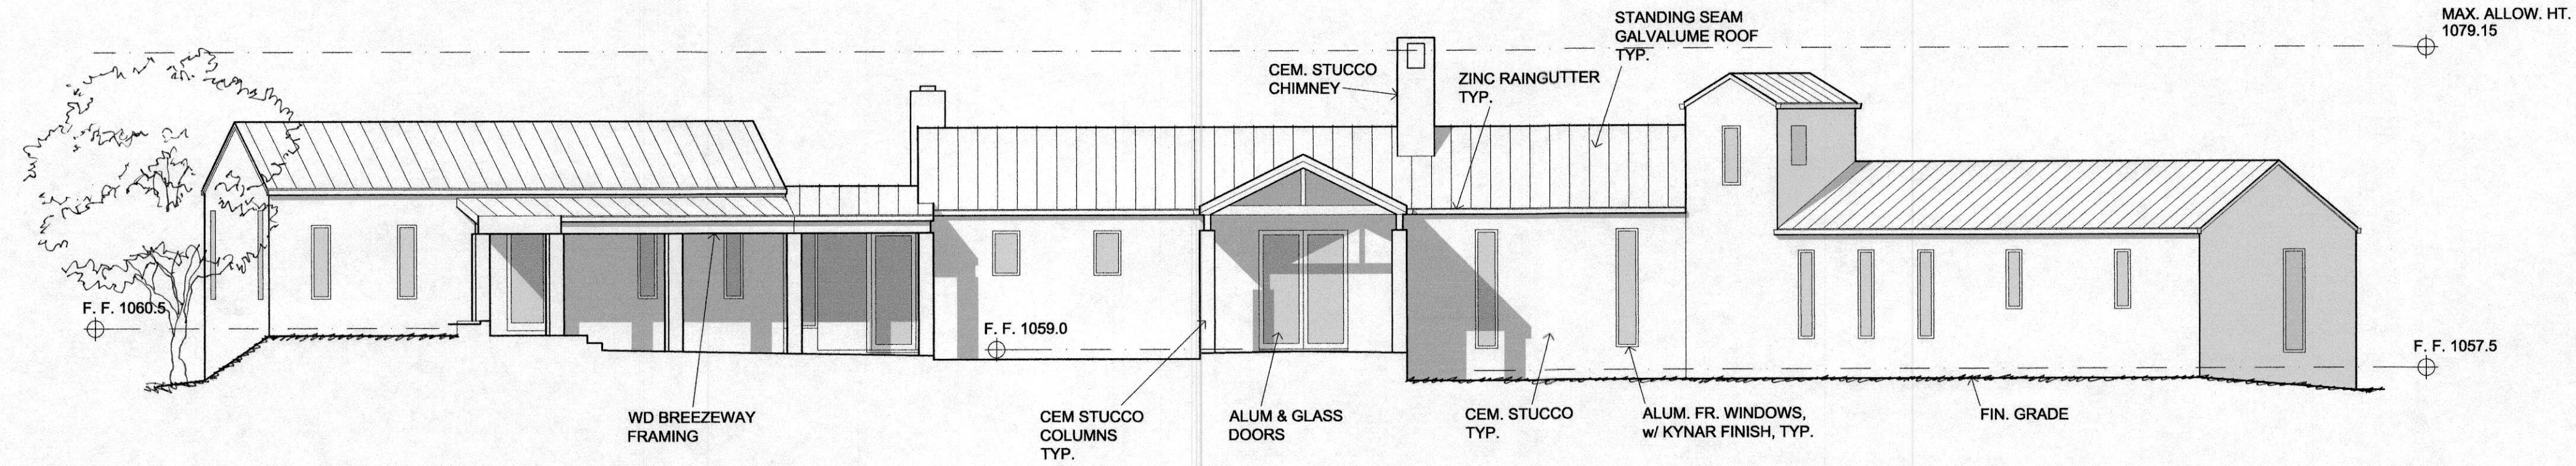 STANDING SEAM
GALVALUME ROOF
TYP.
MAX. ALLOW. HT.
1079.15
CEM. STUCCO
CHIMNEY
ZINC RAINGUTTER
TYP.
F. F. 1060.5
F. F. 1059.0
F. F. 1057.5
WD BREEZEWAY
FRAMING
CEM STUCCO
COLUMNS
TYP.
ALUM & GLASS
DOORS
CEM. STUCCO
TYP.
ALUM. FR. WINDOWS,
w/ KYNAR FINISH, TYP.
FIN. GRADE